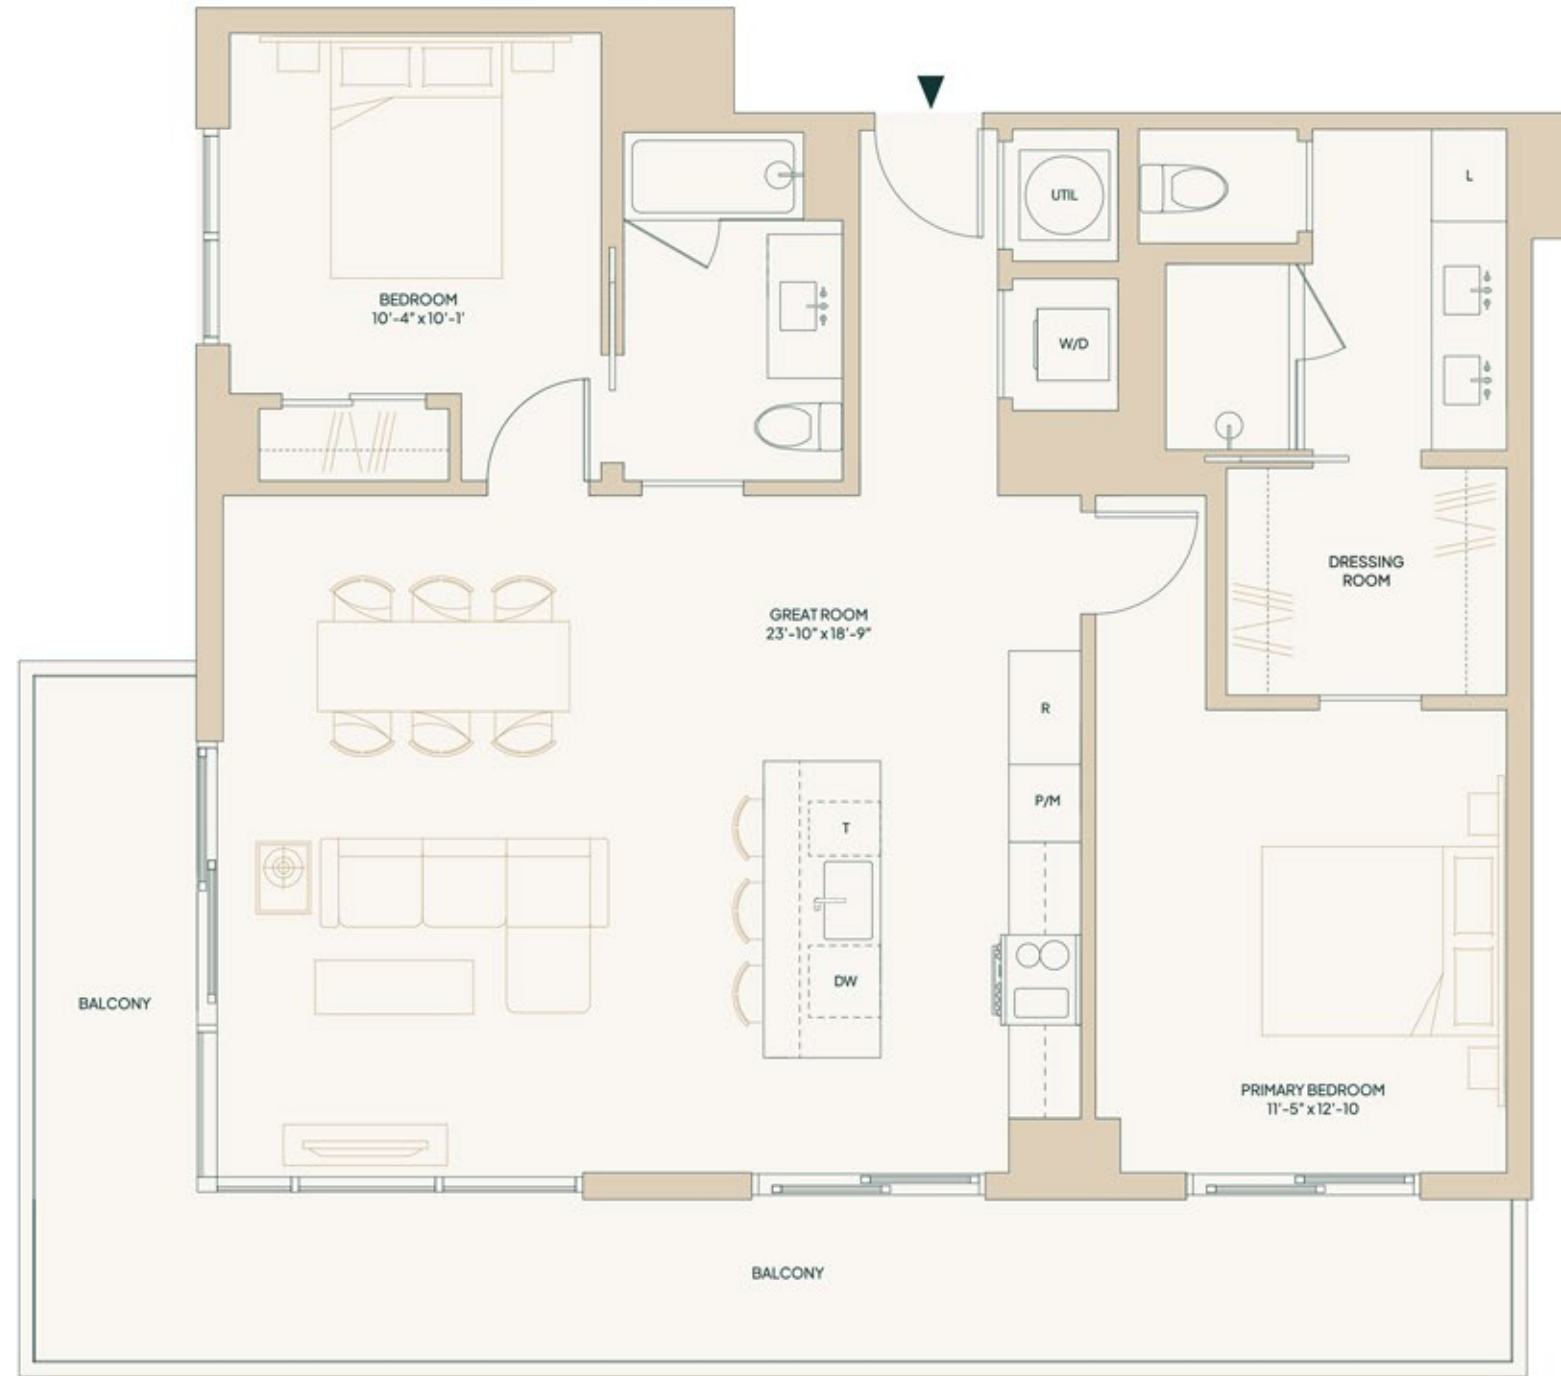 UTIL
L
W/D
BEDROOM
10'-4" x 10'-1'
DRESSING
ROOM
GREAT ROOM
23'-10" x 18'-9"
R
P/M
T
DW
BALCONY
PRIMARY BEDROOM
11'-5" x 12'-10
BALCONY